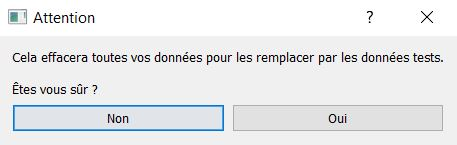 Attention
?
Cela effacera toutes vos données pour les remplacer par les données tests.
Êtes vous sûr ?
Non
Oui